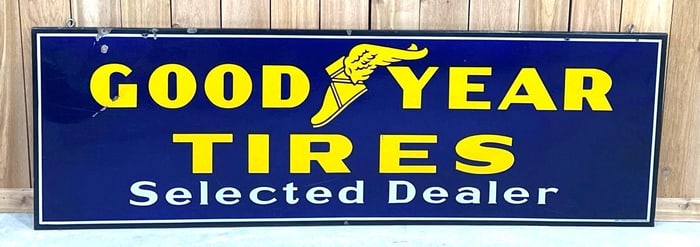 GOOD YEAR
TIRES
Selected Dealer